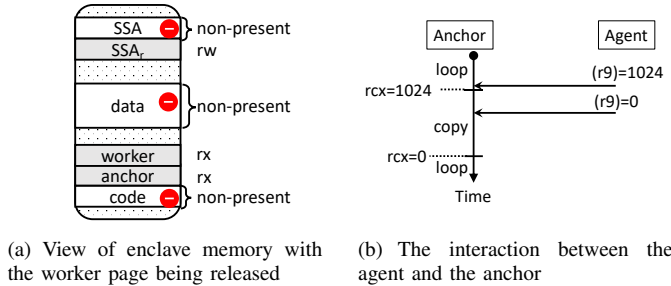 SSA
non-present
SSAr
rw
data
non-present
worker
rx
anchor
rx
code
non-present
(a) View of enclave memory with
the worker page being released
Anchor
Agent
loop
(r9)=1024
rcx=1024
(r9)=0
copy
rcx=0
loop
Time
(b) The interaction between the
agent and the anchor